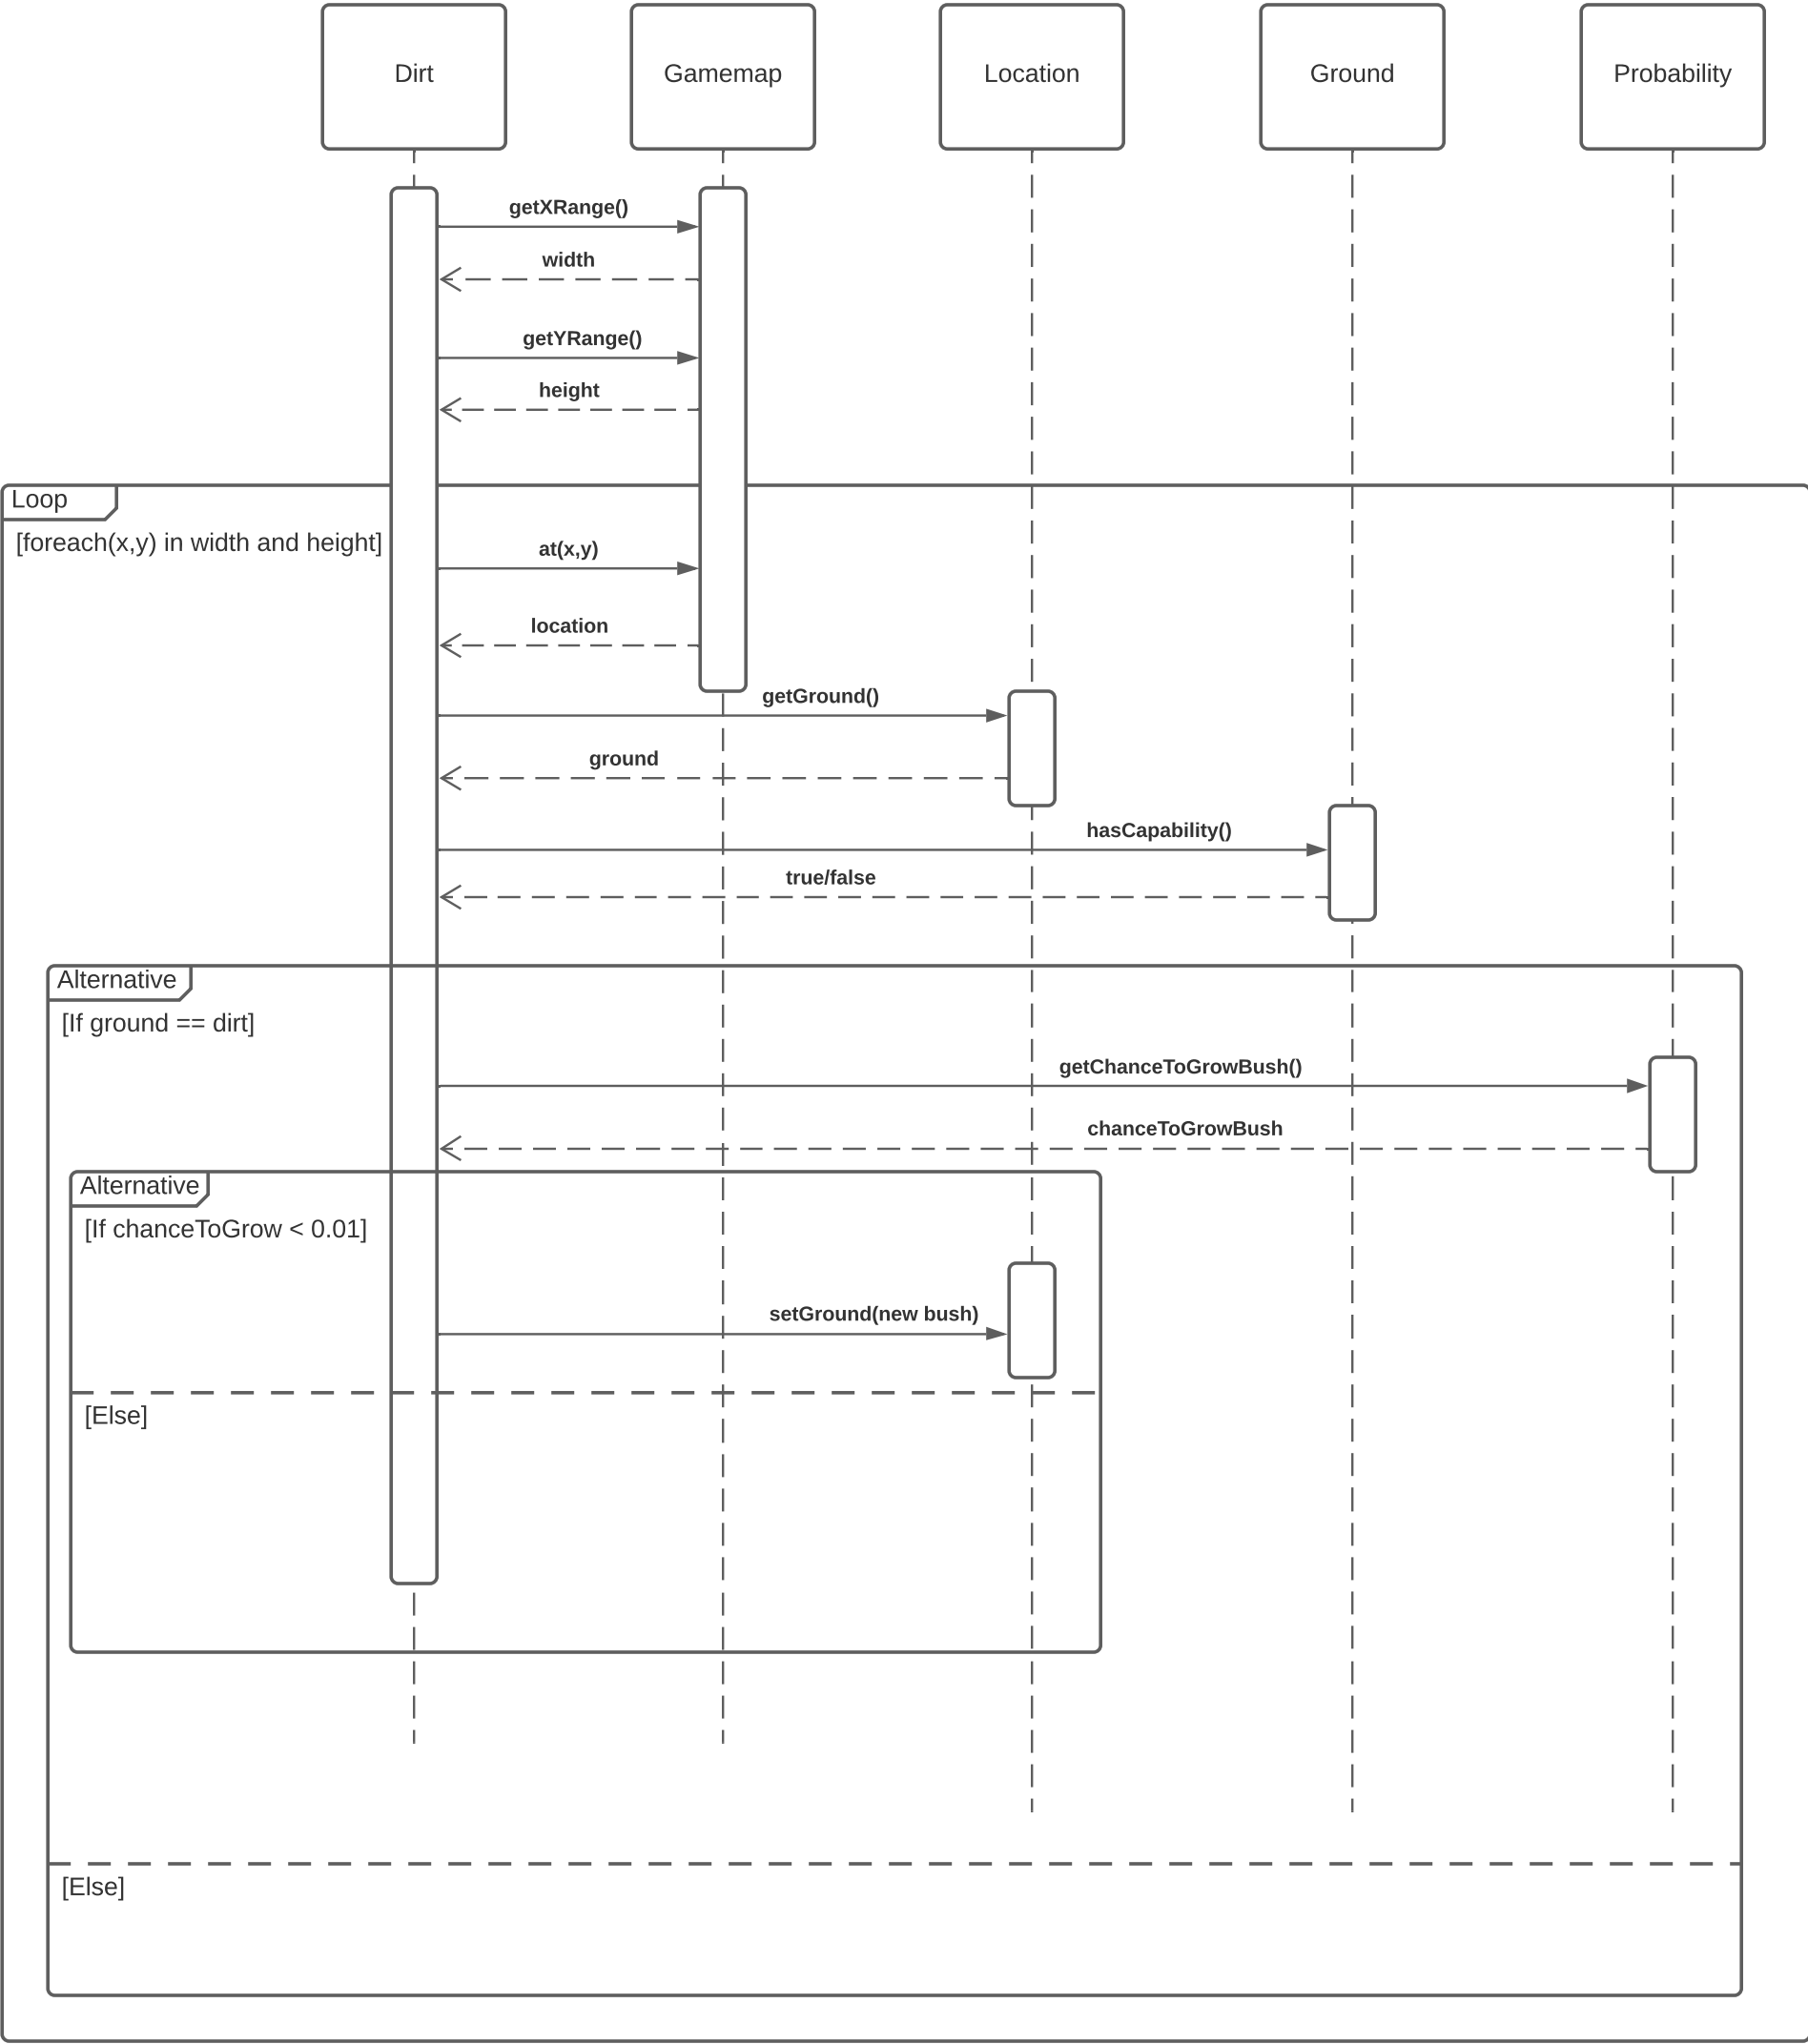 Dirt
Gamemap
Location
Ground
Probability
getXRange()
width
getYRange()
height
Loop
[foreach(x,y) in width and height]
at(x,y)
location
getGround()
ground
hasCapability()
true/false
Alternative
[If ground == dirt]
getChanceToGrowBush()
chanceToGrowBush
Alternative
[If chanceToGrow < 0.01]
setGround(new bush)
[Else]
[Else]